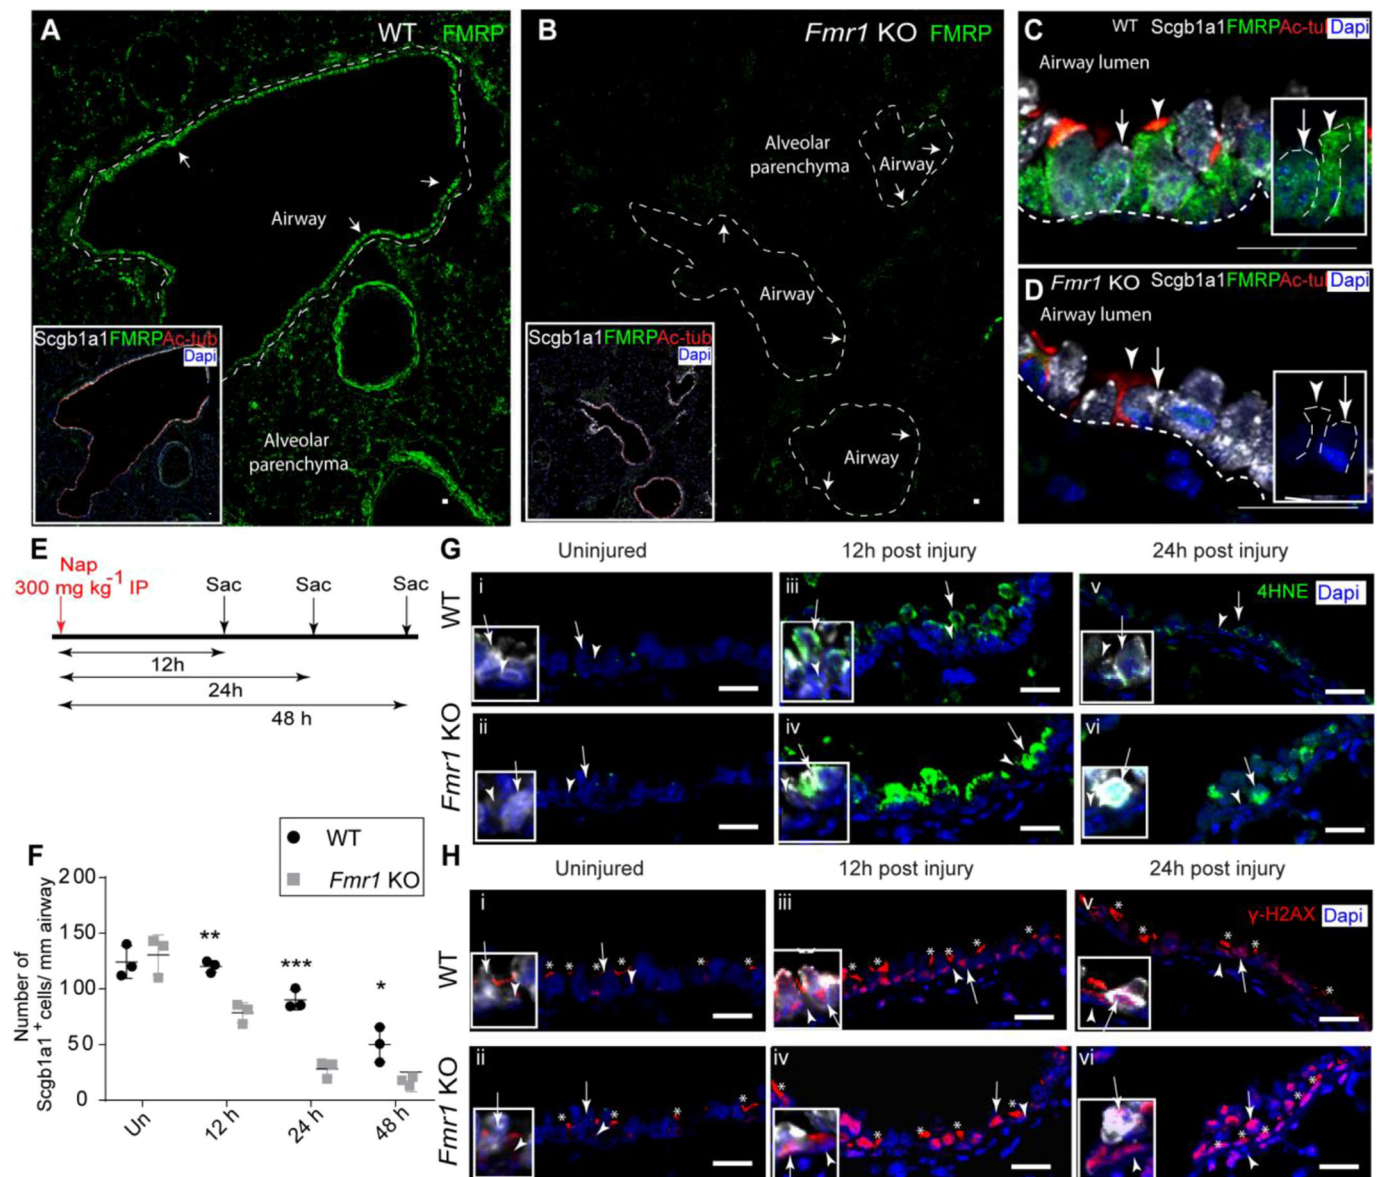 A
WT FMRP
Airway
Alveolar
parenchyma
Scgb1a1FMRPAc-tub
Dapi
B
Fmr1 KO FMRP
Alveolar
parenchyma
Airway
Airway
Airway
Scgb1a1FMRPAc-tub
Dapi
C
WT Scgb1a1FMRPAc-tu Dapi
Airway lumen
D
Fmr1 KO Scgb1a1FMRPAc-tu Dapi
Airway lumen
E
Nap
300 mg kg-1 IP
Sac
Sac
Sac
12h
24h
48 h
F
WT
Fmr1 KO
Number of
Scgb1a1 + cells/ mm airway
200
150
100
50
0
**
***
*
Un
12 h
24 h
48 h
G
Uninjured
12h post injury
24h post injury
WT
Fmr1 KO
i
iii
v
4HNE Dapi
ii
iv
vi
H
Uninjured
12h post injury
24h post injury
WT
Fmr1 KO
i
iii
v
γ-H2AX Dapi
ii
iv
vi